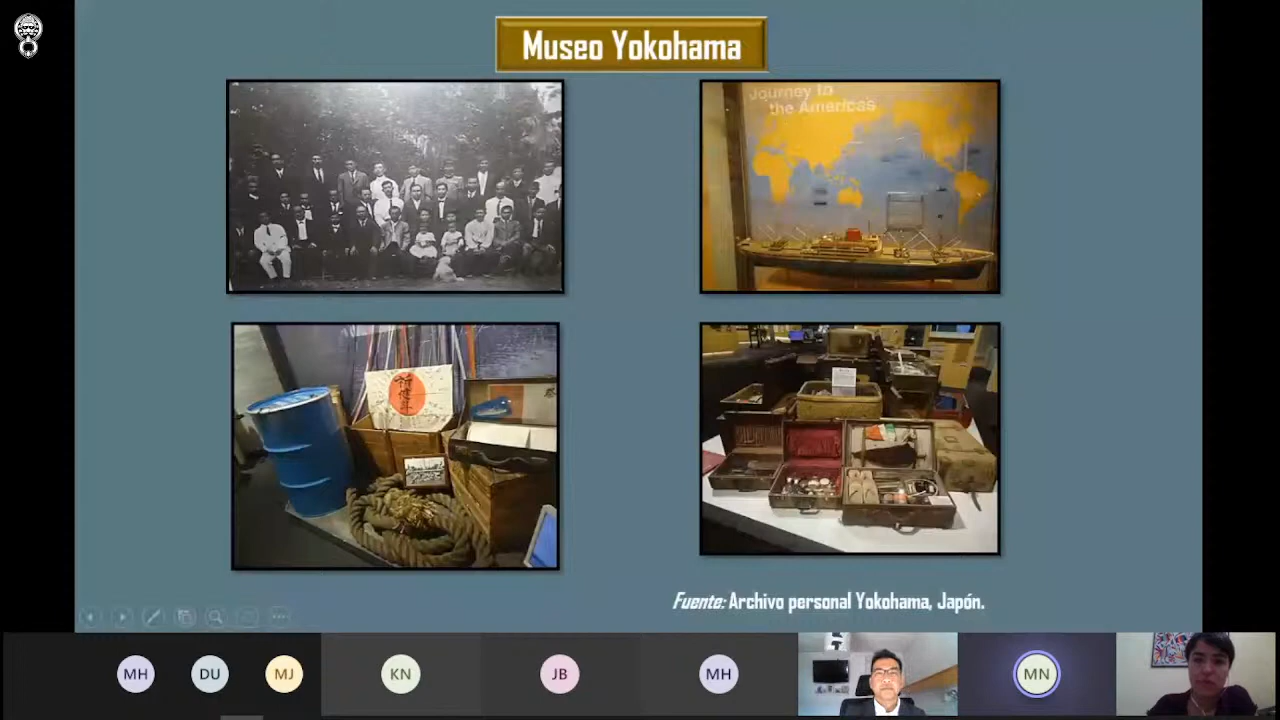 Museo Yokohama
Journey to
the Americas
Fuente: Archivo personal Yokohama, Japón.
MH
DU
MJ
KN
JB
MH
MN